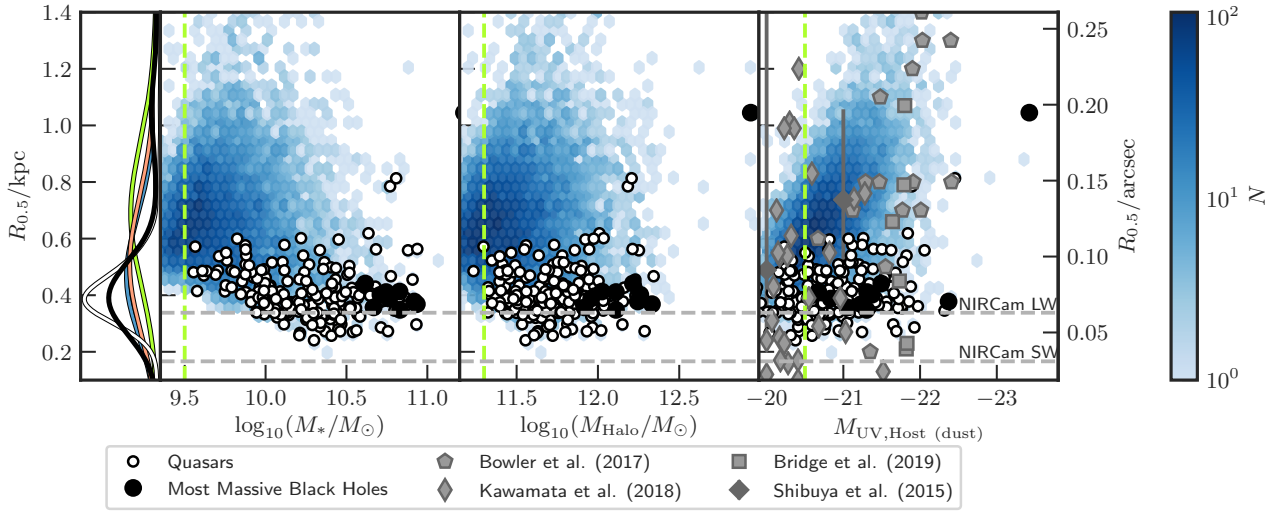 1.4
1.2
1.0
0.8
0.6
0.4
0.2
R0.5/kpc
9.5 10.0 10.5 11.0
log10(M*/M⊙)
11.5 12.0 12.5
log10(MHalo/M⊙)
NIRCam LW
NIRCam SW
-20 -21 -22 -23
MUV,Host (dust)
0.25
0.20
0.15
0.10
0.05
R0.5/arcsec
10^2
10^1
10^0
N
Quasars
Most Massive Black Holes
Bowler et al. (2017)
Kawamata et al. (2018)
Bridge et al. (2019)
Shibuya et al. (2015)